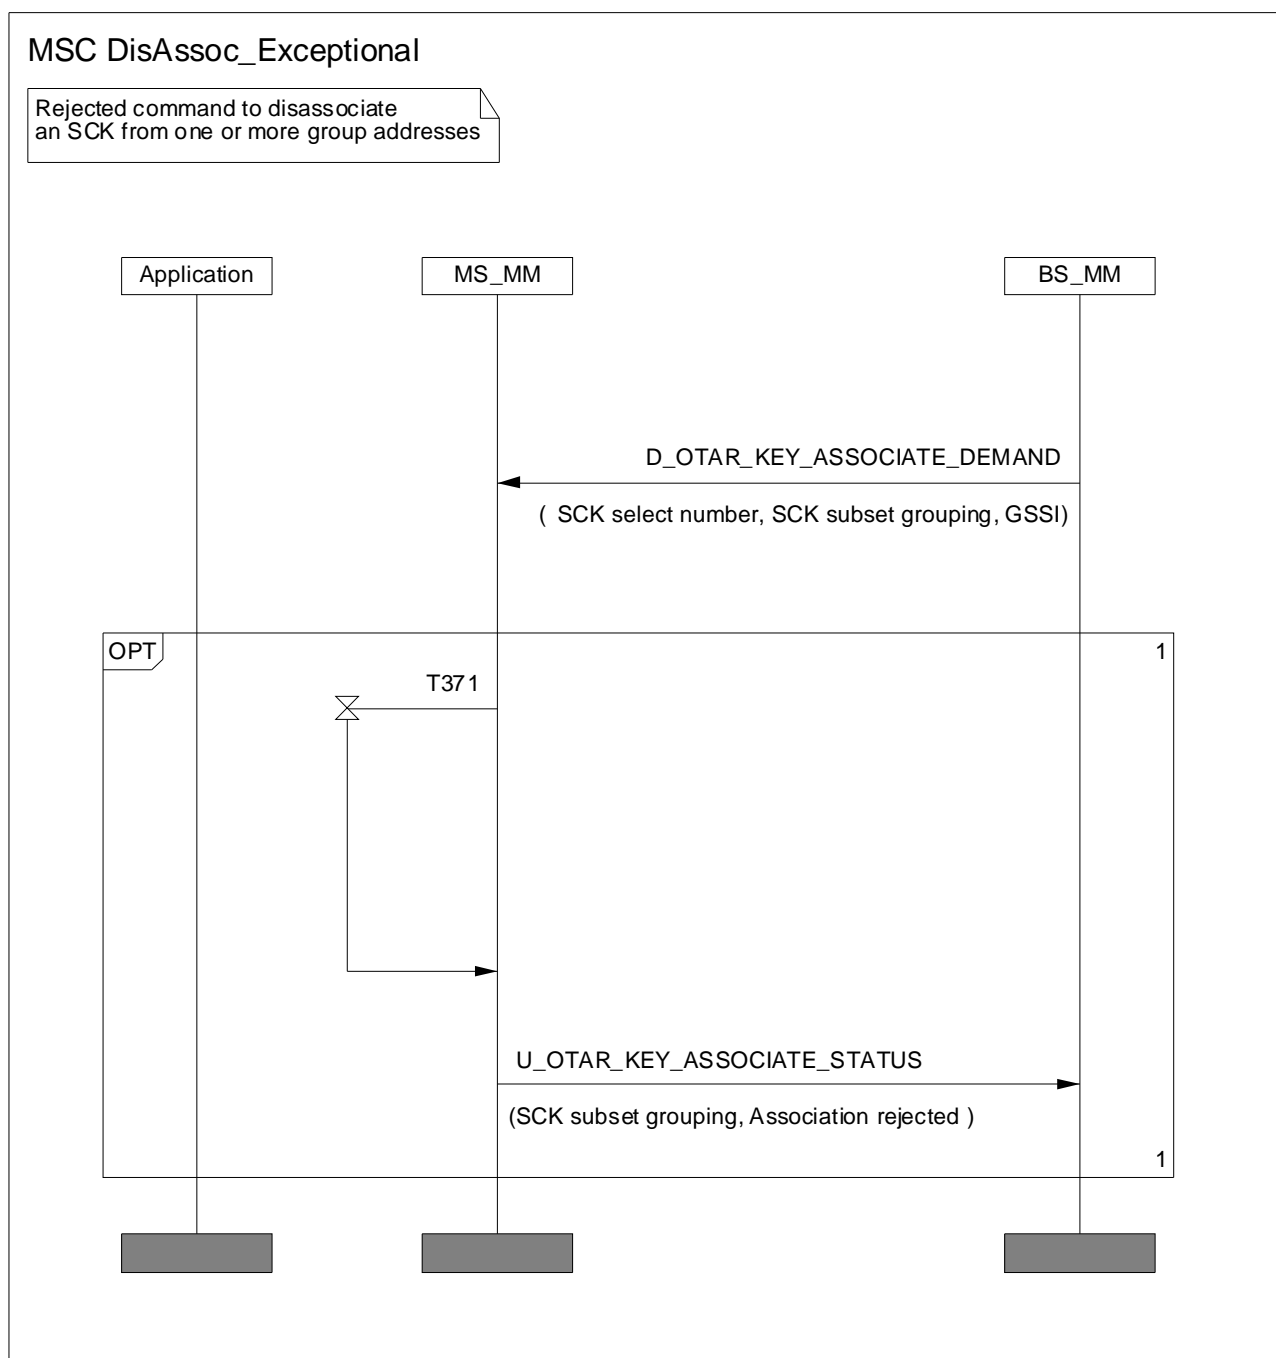 MSC DisAssoc_Exceptional
Rejected command to disassociate
an SCK from one or more group addresses
Application
MS_MM
BS_MM
D_OTAR_KEY_ASSOCIATE_DEMAND
( SCK select number, SCK subset grouping, GSSI)
OPT
1
T371
U_OTAR_KEY_ASSOCIATE_STATUS
(SCK subset grouping, Association rejected )
1